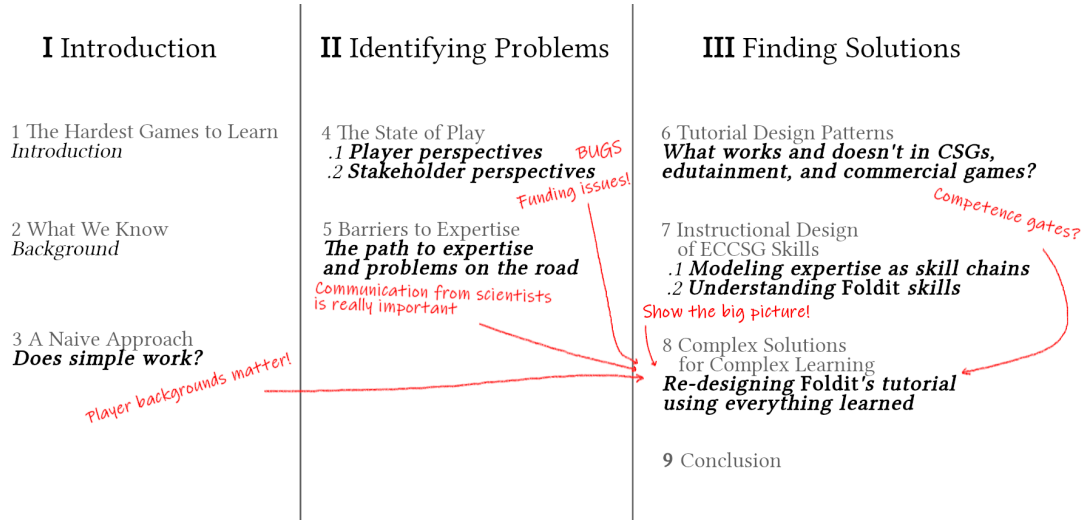 I Introduction
1 The Hardest Games to Learn
Introduction
2 What We Know
Background
3 A Naive Approach
Does simple work?
Player backgrounds matter!
II Identifying Problems
4 The State of Play
.1 Player perspectives
.2 Stakeholder perspectives
BUGS
Funding issues!
5 Barriers to Expertise
The path to expertise
and problems on the road
Communication from scientists
is really important
III Finding Solutions
6 Tutorial Design Patterns
What works and doesn't in CSGs,
edutainment, and commercial games?
Competence gates?
7 Instructional Design
of ECCSG Skills
.1 Modeling expertise as skill chains
.2 Understanding Foldit skills
Show the big picture!
8 Complex Solutions
for Complex Learning
Re-designing Foldit's tutorial
using everything learned
9 Conclusion